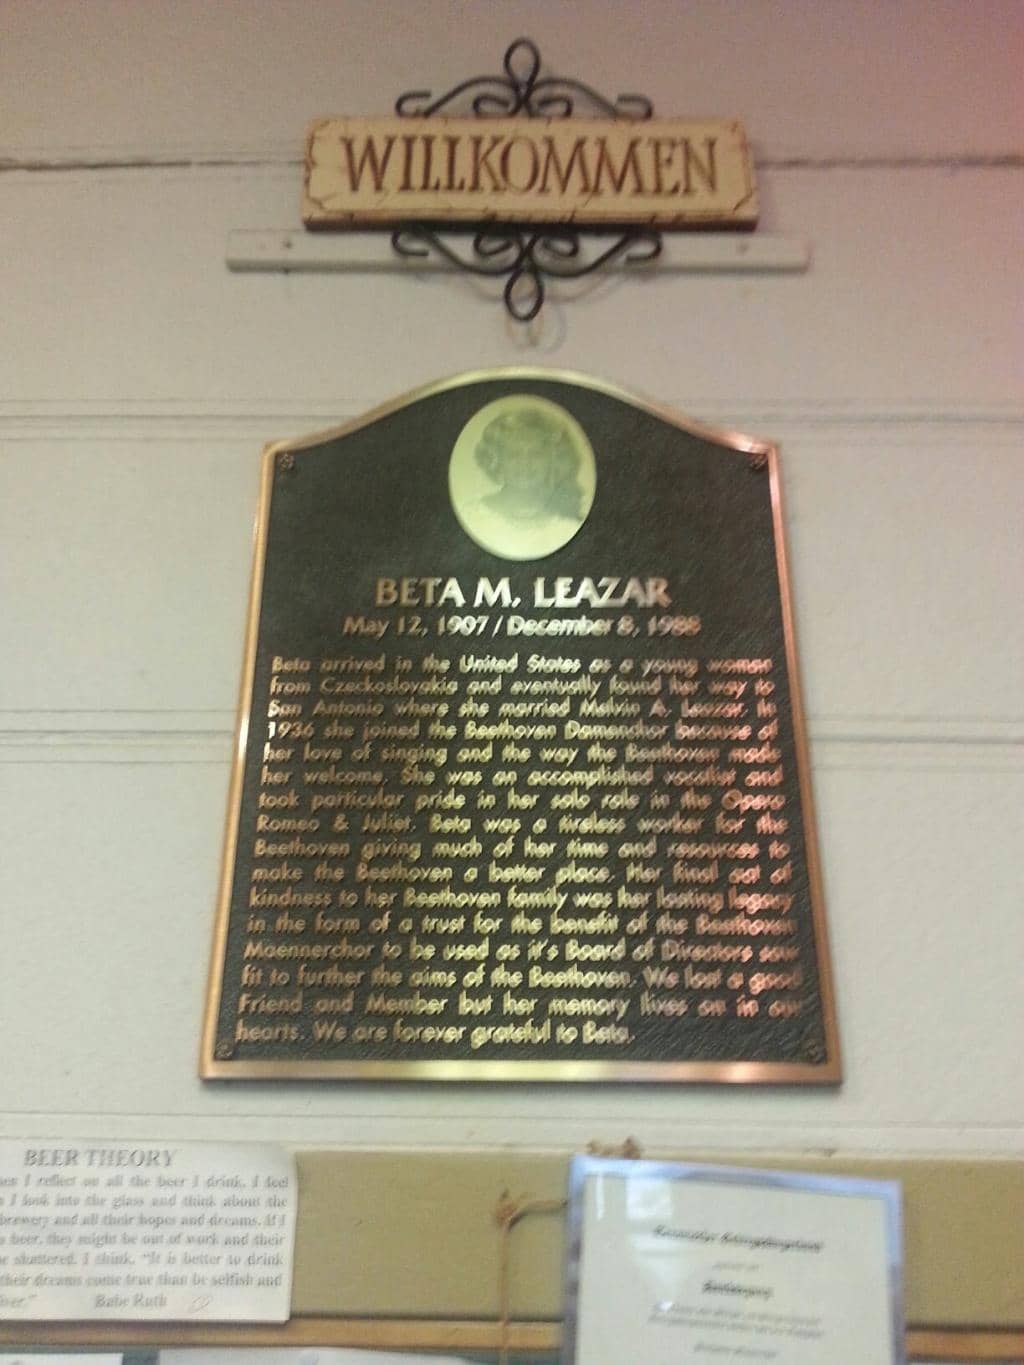 WILLKOMMEN
BETA M. LEAZAR
May 12, 1907 / December 8, 1988
Beta arrived in the United States as a young woman
from Czeckoslovakia and eventually found her way to
San Antonio where she married Melvin A. Leazar. In
1936 she joined the Beethoven Damenchor because of
her love of singing and the way the Beethoven made
her welcome. She was an accomplished vocalist and
took particular pride in her solo role in the Opera
Romeo & Juliet. Beta was a tireless worker for the
Beethoven giving much of her time and resources to
make the Beethoven a better place. Her final act of
kindness to her Beethoven family was her lasting legacy
in the form of a trust for the benefit of the Beethoven
Maennerchor to be used as it's Board of Directors saw
fit to further the aims of the Beethoven. We lost a good
Friend and Member but her memory lives on in our
hearts. We are forever grateful to Beta.
BEER THEORY
I reflect on all the beer I drink, I feel
I look into the glass and think about the
brewery and all their hopes and dreams. If I
beer, they might be out of work and their
shattered. I think, "It is better to drink
their dreams come true than be selfish and
Babe Ruth